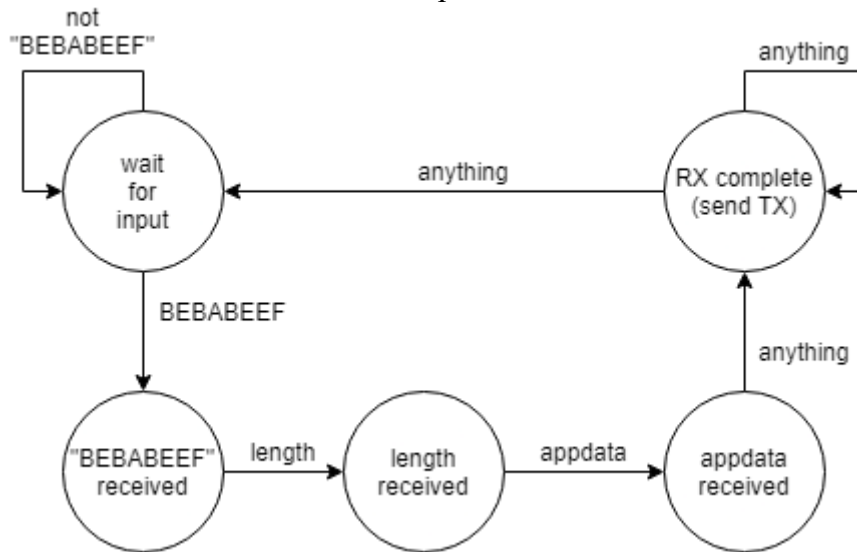 not
"BEBABEEF"
anything
wait
for
input
anything
RX complete
(send TX)
BEBABEEF
anything
"BEBABEEF"
received
length
length
received
appdata
appdata
received